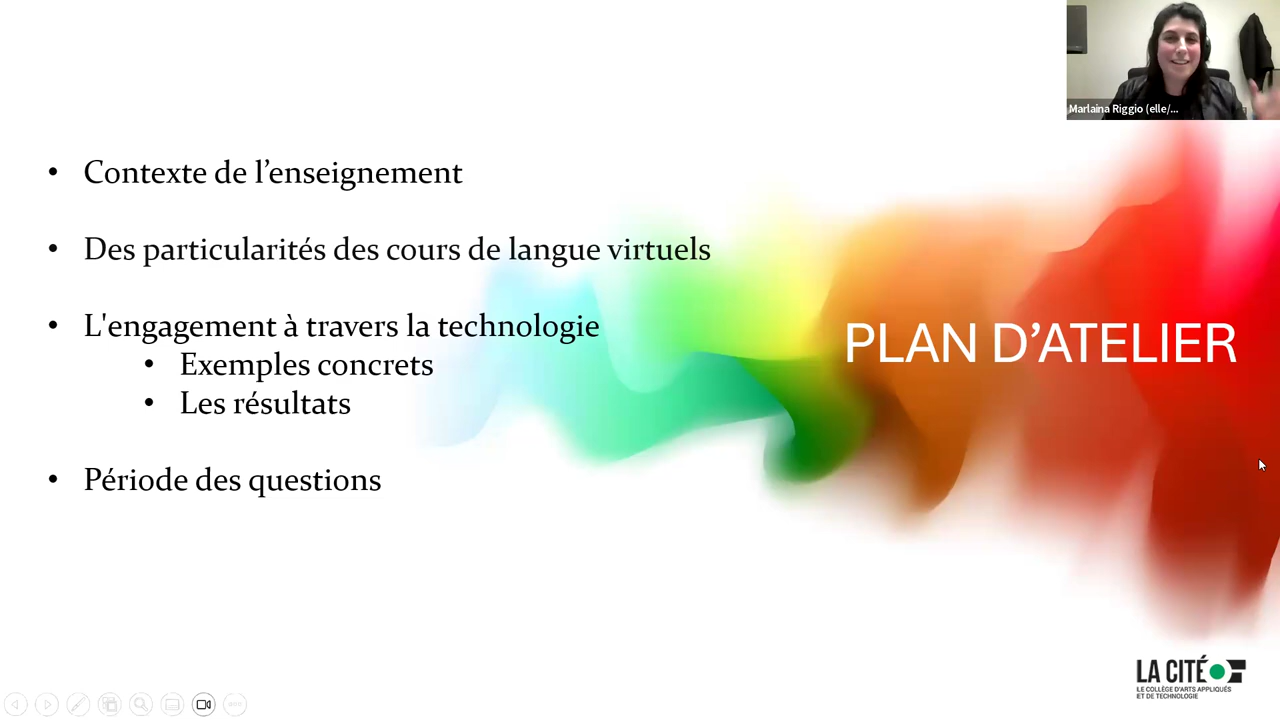 Marlaina Riggio (elle/...
• Contexte de l’enseignement
• Des particularités des cours de langue virtuels
• L'engagement à travers la technologie
• Exemples concrets
• Les résultats
• Période des questions
PLAN D’ATELIER
LA CITÉ
LE COLLÈGE D'ARTS APPLIQUÉS
ET DE TECHNOLOGIE